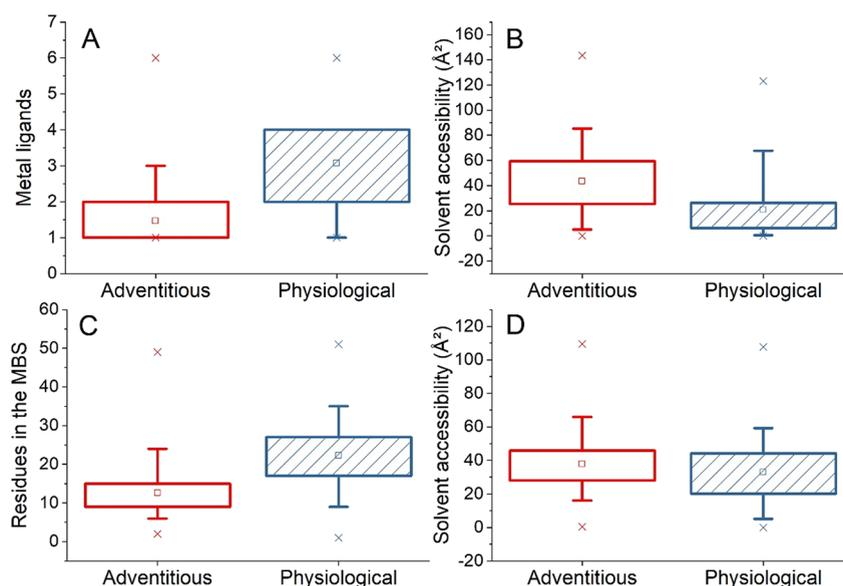 A
Metal ligands
7
6
5
4
3
2
1
0
Adventitious Physiological
B
Solvent accessibility (Å²)
160
140
120
100
80
60
40
20
0
-20
Adventitious Physiological
C
Residues in the MBS
60
50
40
30
20
10
0
Adventitious Physiological
D
Solvent accessibility (Å²)
120
100
80
60
40
20
0
-20
Adventitious Physiological